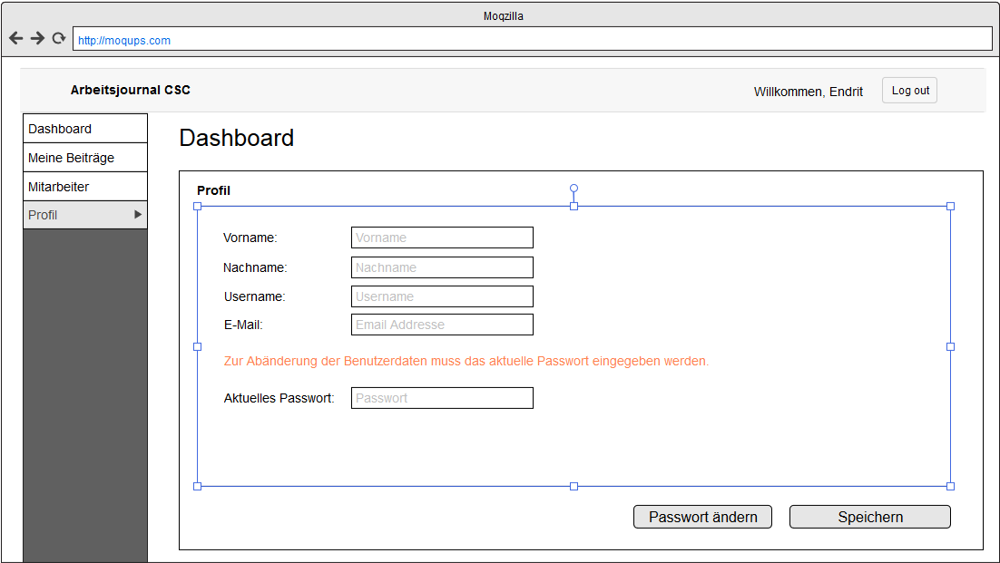 Moqzilla
http://moqups.com
Arbeitsjournal CSC
Willkommen, Endrit
Log out
Dashboard
Meine Beiträge
Mitarbeiter
Profil
Dashboard
Profil
Vorname: Vorname
Nachname: Nachname
Username: Username
E-Mail: Email Addresse
Zur Abänderung der Benutzerdaten muss das aktuelle Passwort eingegeben werden.
Aktuelles Passwort: Passwort
Passwort ändern
Speichern